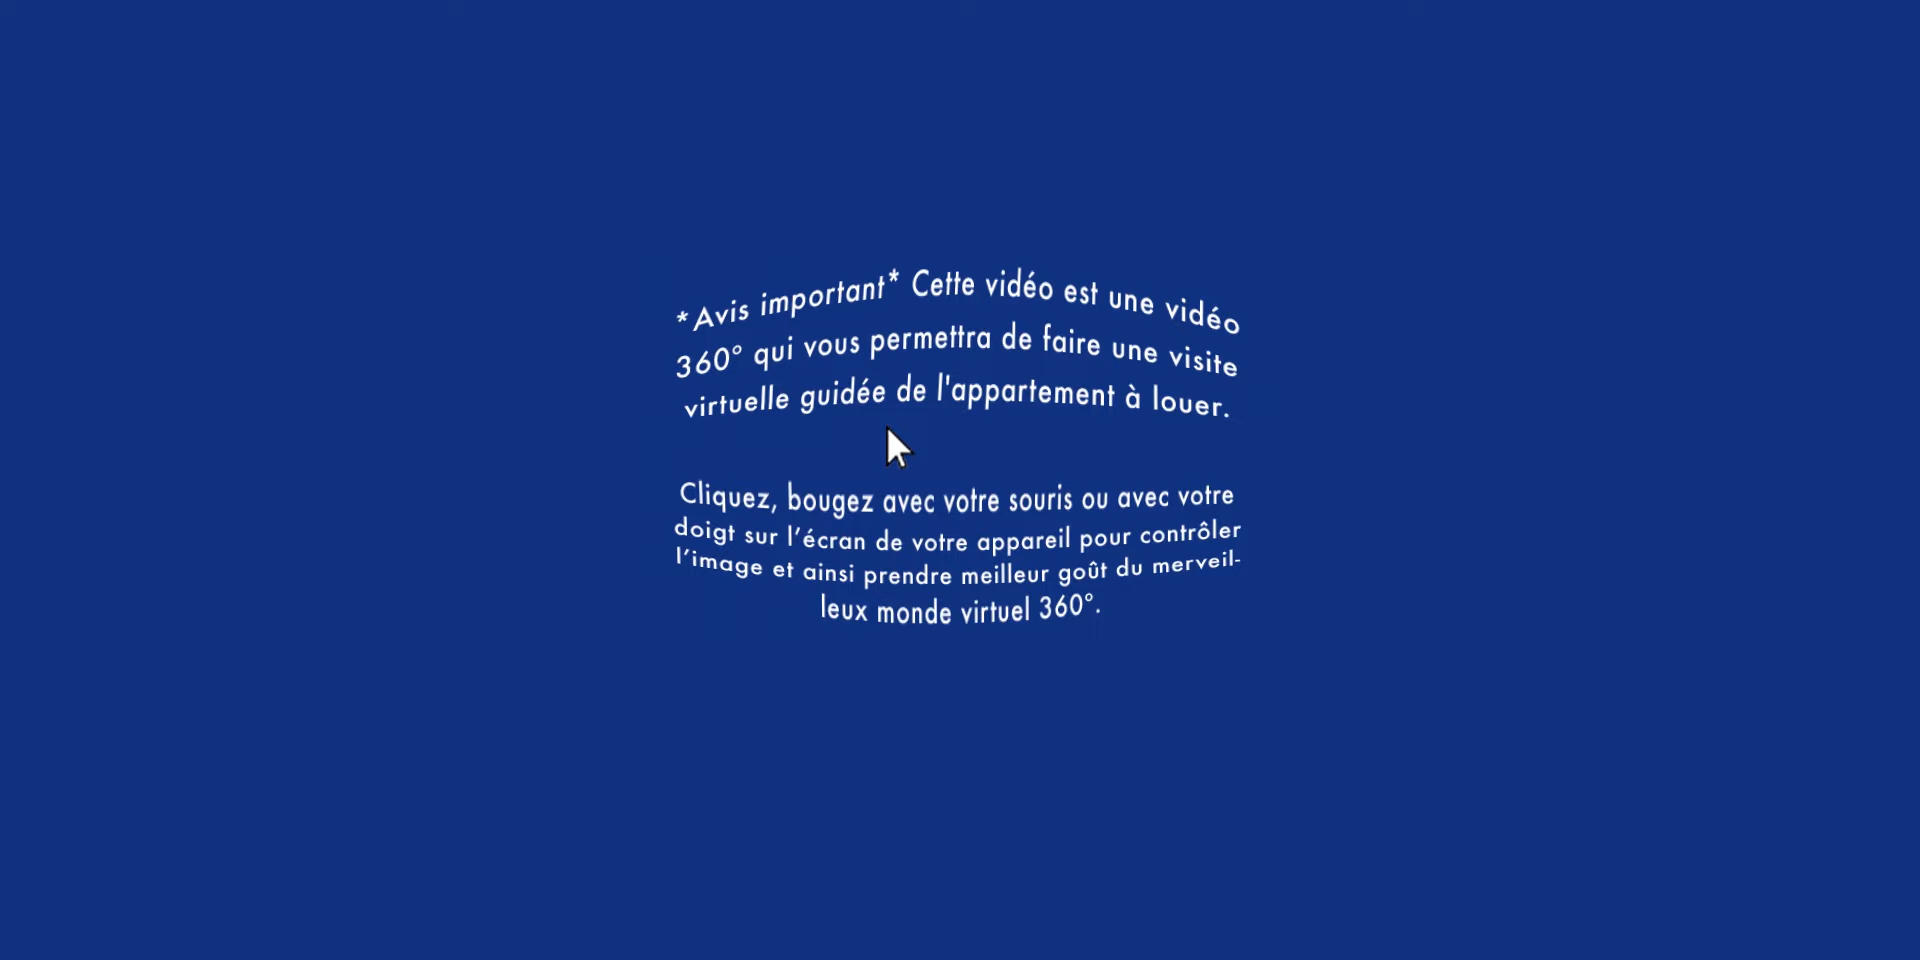 *Avis important* Cette vidéo est une vidéo
360° qui vous permettra de faire une visite
virtuelle guidée de l'appartement à louer.
Cliquez, bougez avec votre souris ou avec votre
doigt sur l’écran de votre appareil pour contrôler
l’image et ainsi prendre meilleur goût du merveil-
leux monde virtuel 360°.